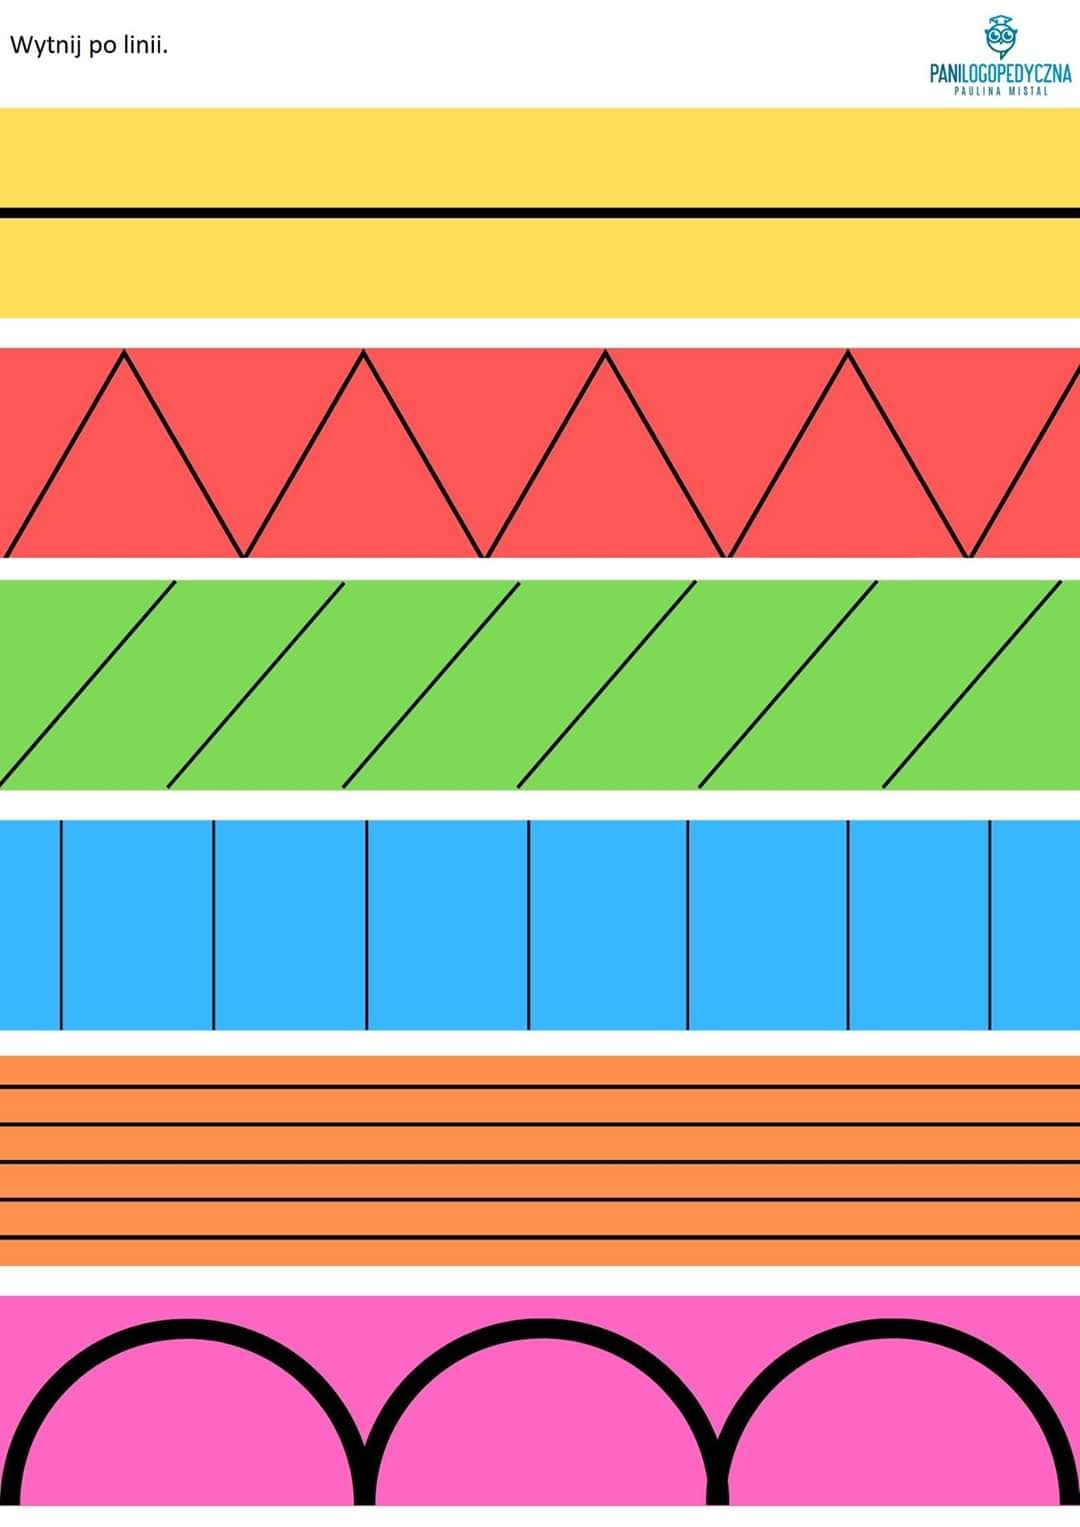 Wytnij po linii.
PANILOGOPEDYCZNA
PAULINA MISTAL